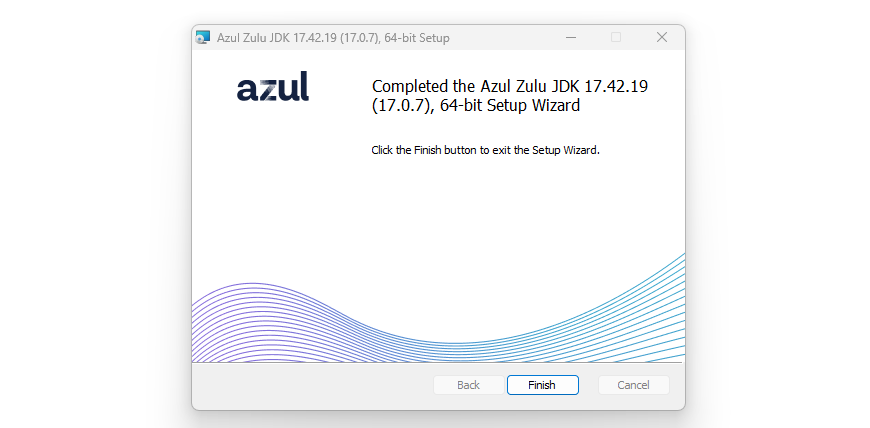 Azul Zulu JDK 17.42.19 (17.0.7), 64-bit Setup
azul
Completed the Azul Zulu JDK 17.42.19
(17.0.7), 64-bit Setup Wizard
Click the Finish button to exit the Setup Wizard.
Back
Finish
Cancel